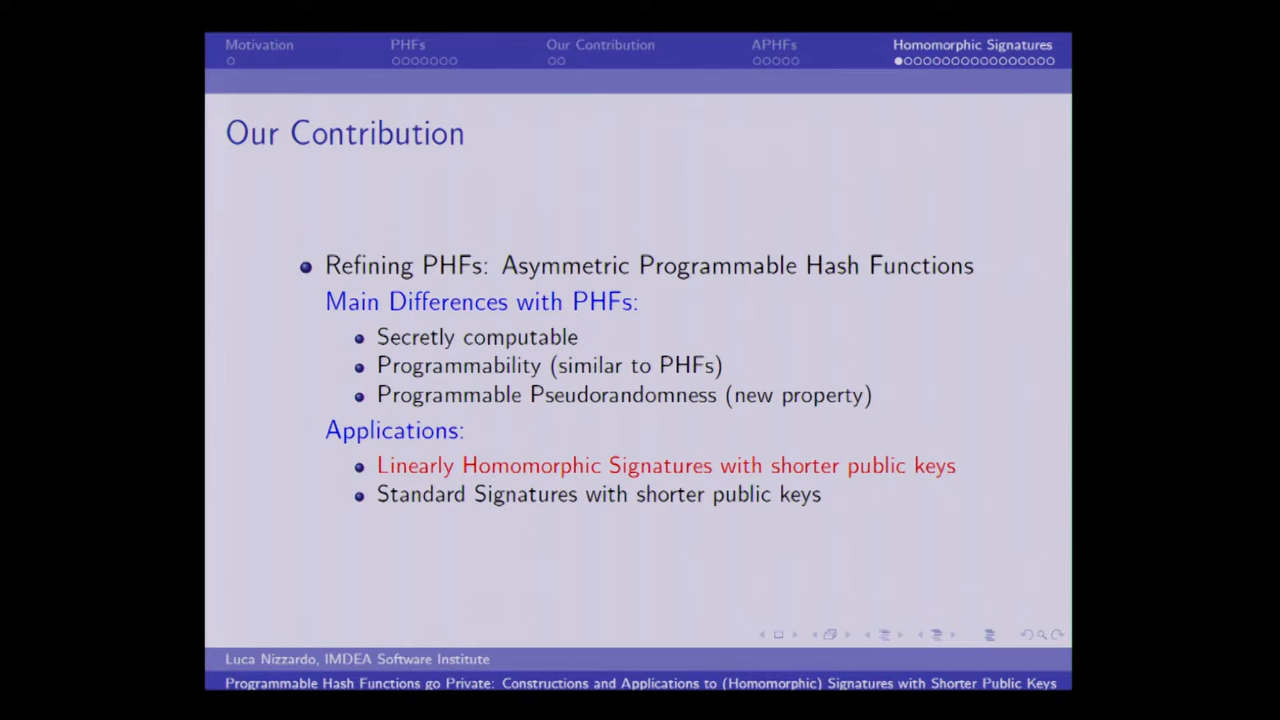 Motivation PHFs Our Contribution APHFs Homomorphic Signatures
Our Contribution
Refining PHFs: Asymmetric Programmable Hash Functions
Main Differences with PHFs:
Secretly computable
Programmability (similar to PHFs)
Programmable Pseudorandomness (new property)
Applications:
Linearly Homomorphic Signatures with shorter public keys
Standard Signatures with shorter public keys
Luca Nizzardo, IMDEA Software Institute
Programmable Hash Functions go Private: Constructions and Applications to (Homomorphic) Signatures with Shorter Public Keys